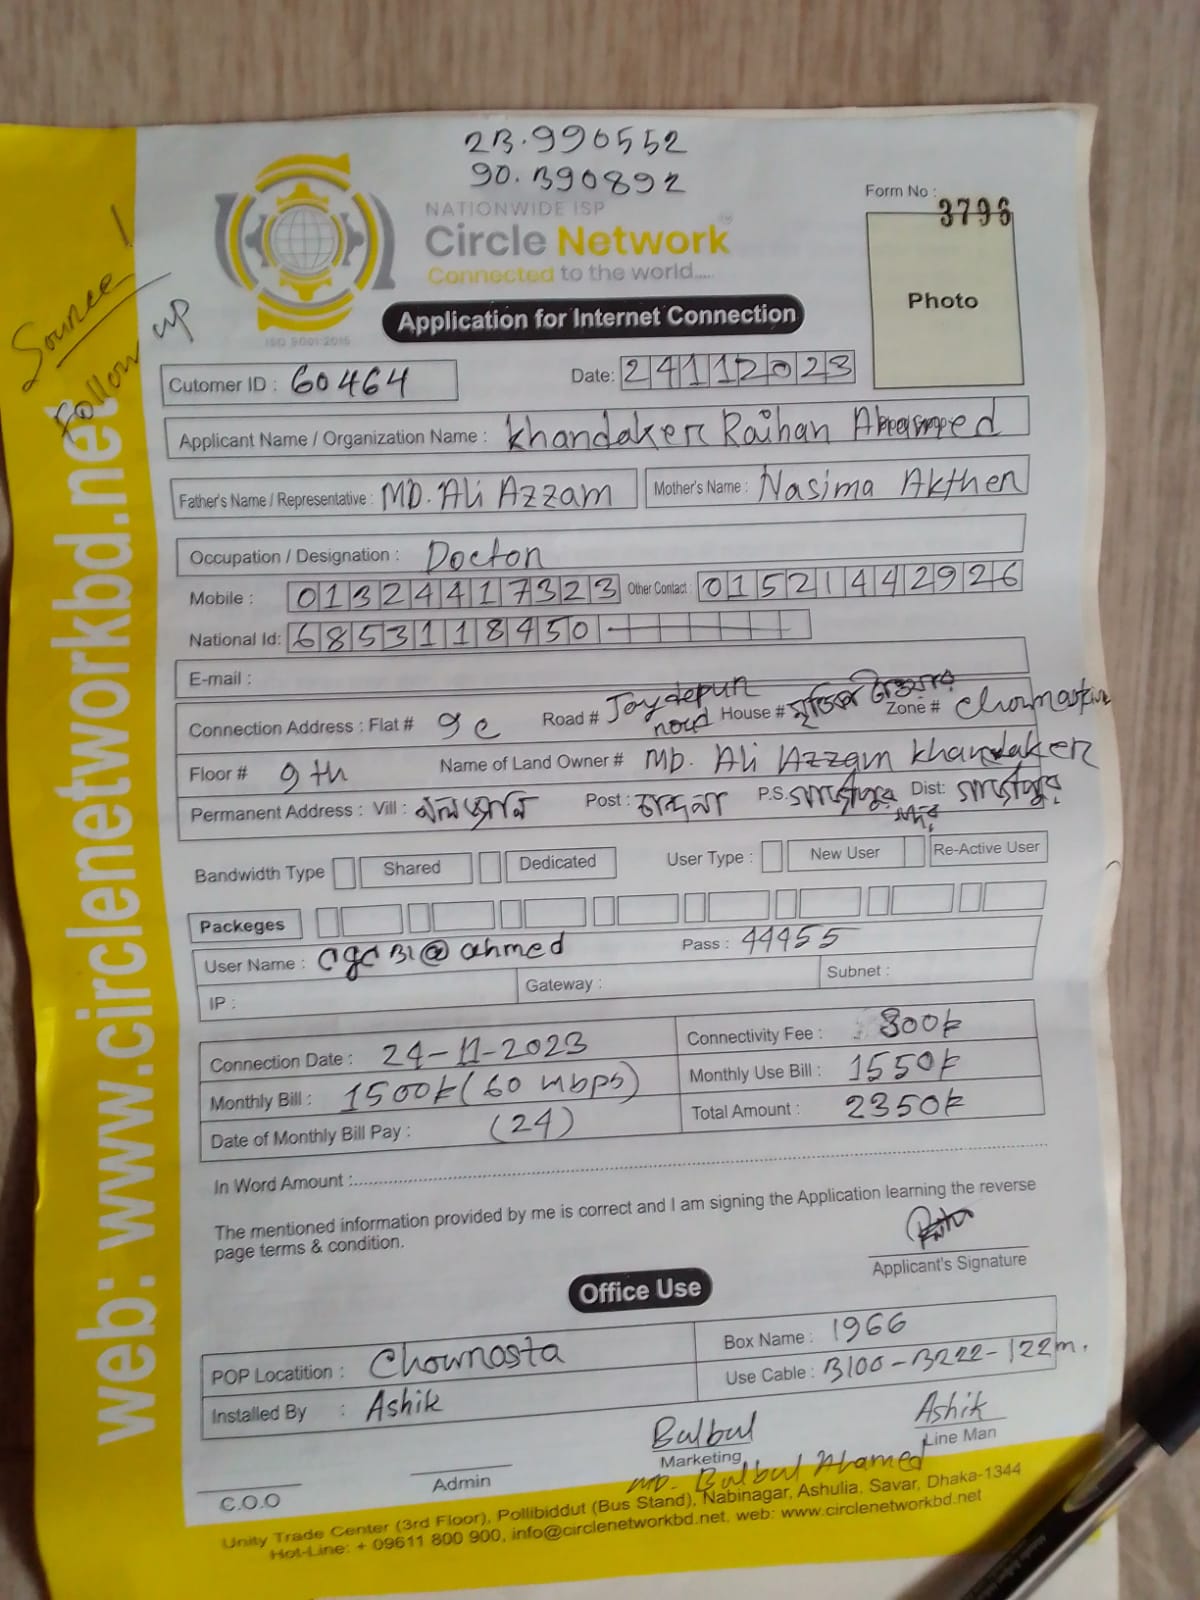 23.990552
90.390892
NATIONWIDE ISP
Circle Network
Connected to the world.....
ISO 9001:2015
Form No : 3796
Photo
Source !
Follow up
web: www.circlenetworkbd.net
Application for Internet Connection
Cutomer ID : 60464
Date: 24112023
Applicant Name / Organization Name : Khandaker Raihan
Father's Name / Representative : MD. Ali Azzam
Mother's Name : Nasima Akther
Occupation / Designation : Doctor
Mobile : 01324417323 Other Contact : 01521442926
National Id: 6853118450
E-mail :
Connection Address : Flat # 9c Road # Joydepur road House # Zone #
Floor # 9th Name of Land Owner # Mb. Ali Azzam Khandaker
Permanent Address : Vill : Post : P.S. Dist:
Bandwidth Type Shared Dedicated User Type : New User Re-Active User
Packeges
User Name : Pass : 44455
IP : Gateway : Subnet :
Connection Date : 24-11-2023 Connectivity Fee : 800৳
Monthly Bill : 1500৳ (60 mbps) Monthly Use Bill : 1550৳
Date of Monthly Bill Pay : (24) Total Amount : 2350৳
In Word Amount :
The mentioned information provided by me is correct and I am signing the Application learning the reverse
page terms & condition.
Applicant's Signature
Office Use
POP Locatition : Chowrasta Box Name : 1966
Use Cable : 3100-3222-122m.
Installed By : Ashik
Bulbul
Marketing
MD. Bulbul Ahamed
Ashik
Line Man
C.O.O
Admin
Unity Trade Center (3rd Floor), Pollibiddut (Bus Stand), Nabinagar, Ashulia, Savar, Dhaka-1344
Hot-Line: + 09611 800 900, info@circlenetworkbd.net, web: www.circlenetworkbd.net